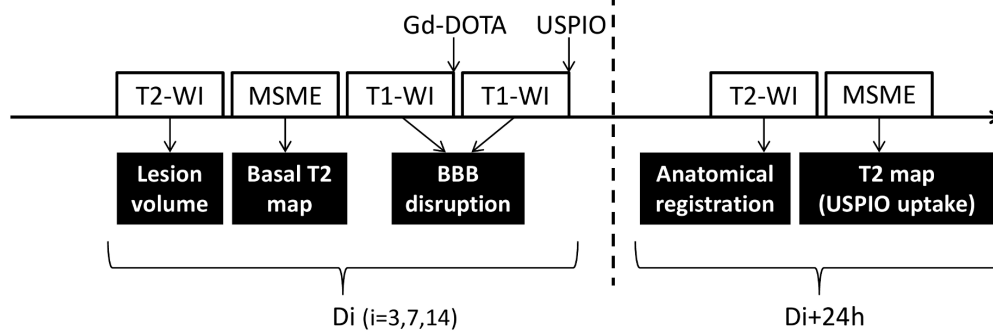 Gd-DOTA USPIO
T2-WI MSME T1-WI T1-WI T2-WI MSME
Lesion
volume
Basal T2
map
BBB
disruption
Anatomical
registration
T2 map
(USPIO uptake)
Di (i=3,7,14)
Di+24h